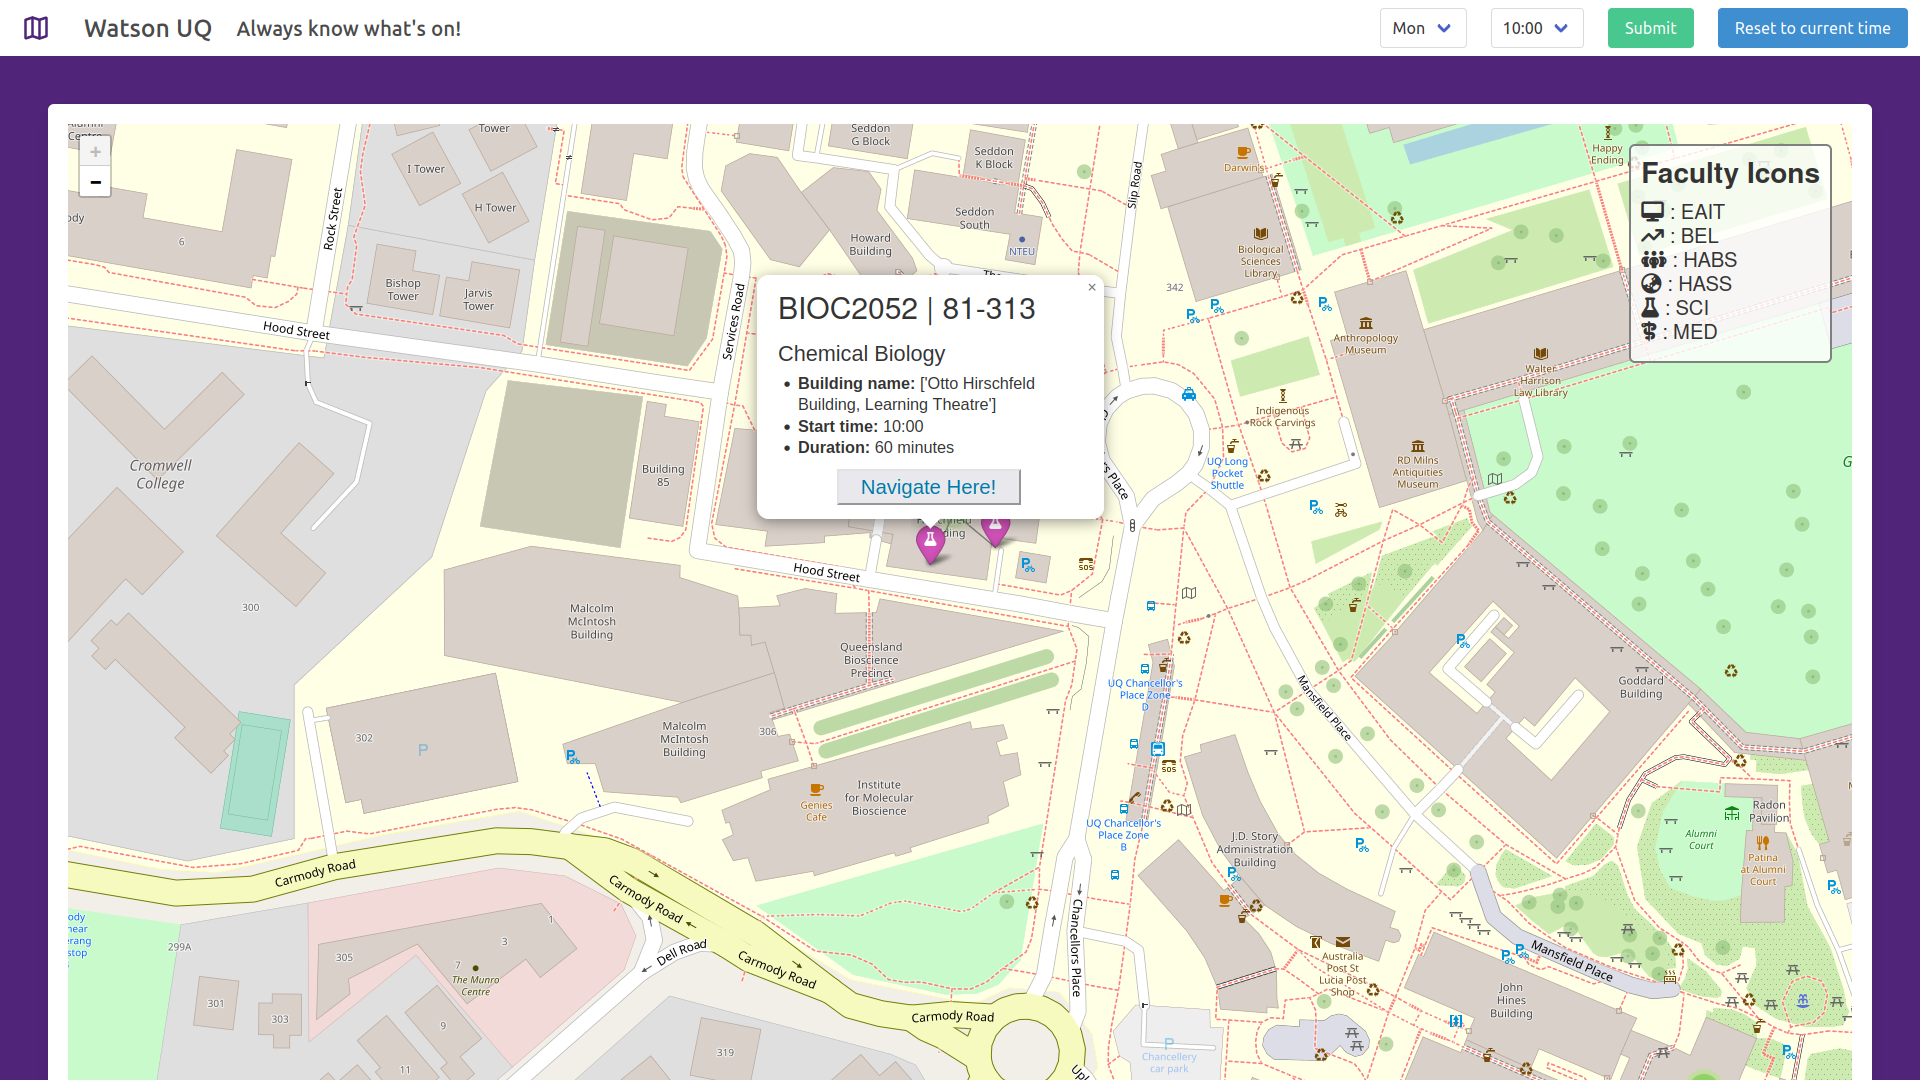 Watson UQ
Always know what's on!
Mon
10:00
Submit
Reset to current time
+
−
Faculty Icons
: EAIT
: BEL
: HABS
: HASS
: SCI
: MED
×
BIOC2052 | 81-313
Chemical Biology
Building name: ['Otto Hirschfeld
Building, Learning Theatre']
Start time: 10:00
Duration: 60 minutes
Navigate Here!
Tower
I Tower
H Tower
Rock Street
6
Bishop
Tower
Jarvis
Tower
Hood Street
Services Road
Seddon
G Block
Seddon
K Block
Seddon
South
NTEU
Howard
Building
Slip Road
Darwin's
Biological
Sciences
Library
342
Happy
Ending
Anthropology
Museum
Walter
Harrison
Law Library
Indigenous
Rock Carvings
RD Milns
Antiquities
Museum
UQ Long
Pocket
Shuttle
Cromwell
College
Building
85
300
Hood Street
SOS
Malcolm
McIntosh
Building
Queensland
Bioscience
Precinct
UQ Chancellor's
Place Zone
D
Mansfield Place
Goddard
Building
302
P
Malcolm
McIntosh
Building
306
Institute
for Molecular
Bioscience
Genies
Cafe
SOS
UQ Chancellor's
Place Zone
B
J.D. Story
Administration
Building
Radon
Pavilion
Alumni
Court
Patina
at Alumni
Court
Carmody Road
Carmody Road
Carmody Road
Carmody Road
Dell Road
Chancellors Place
299A
305
1
3
7
The Munro
Centre
301
303
9
11
319
Australia
Post St
Lucia Post
Shop
Mansfield Place
John
Hines
Building
P
Chancellery
car park